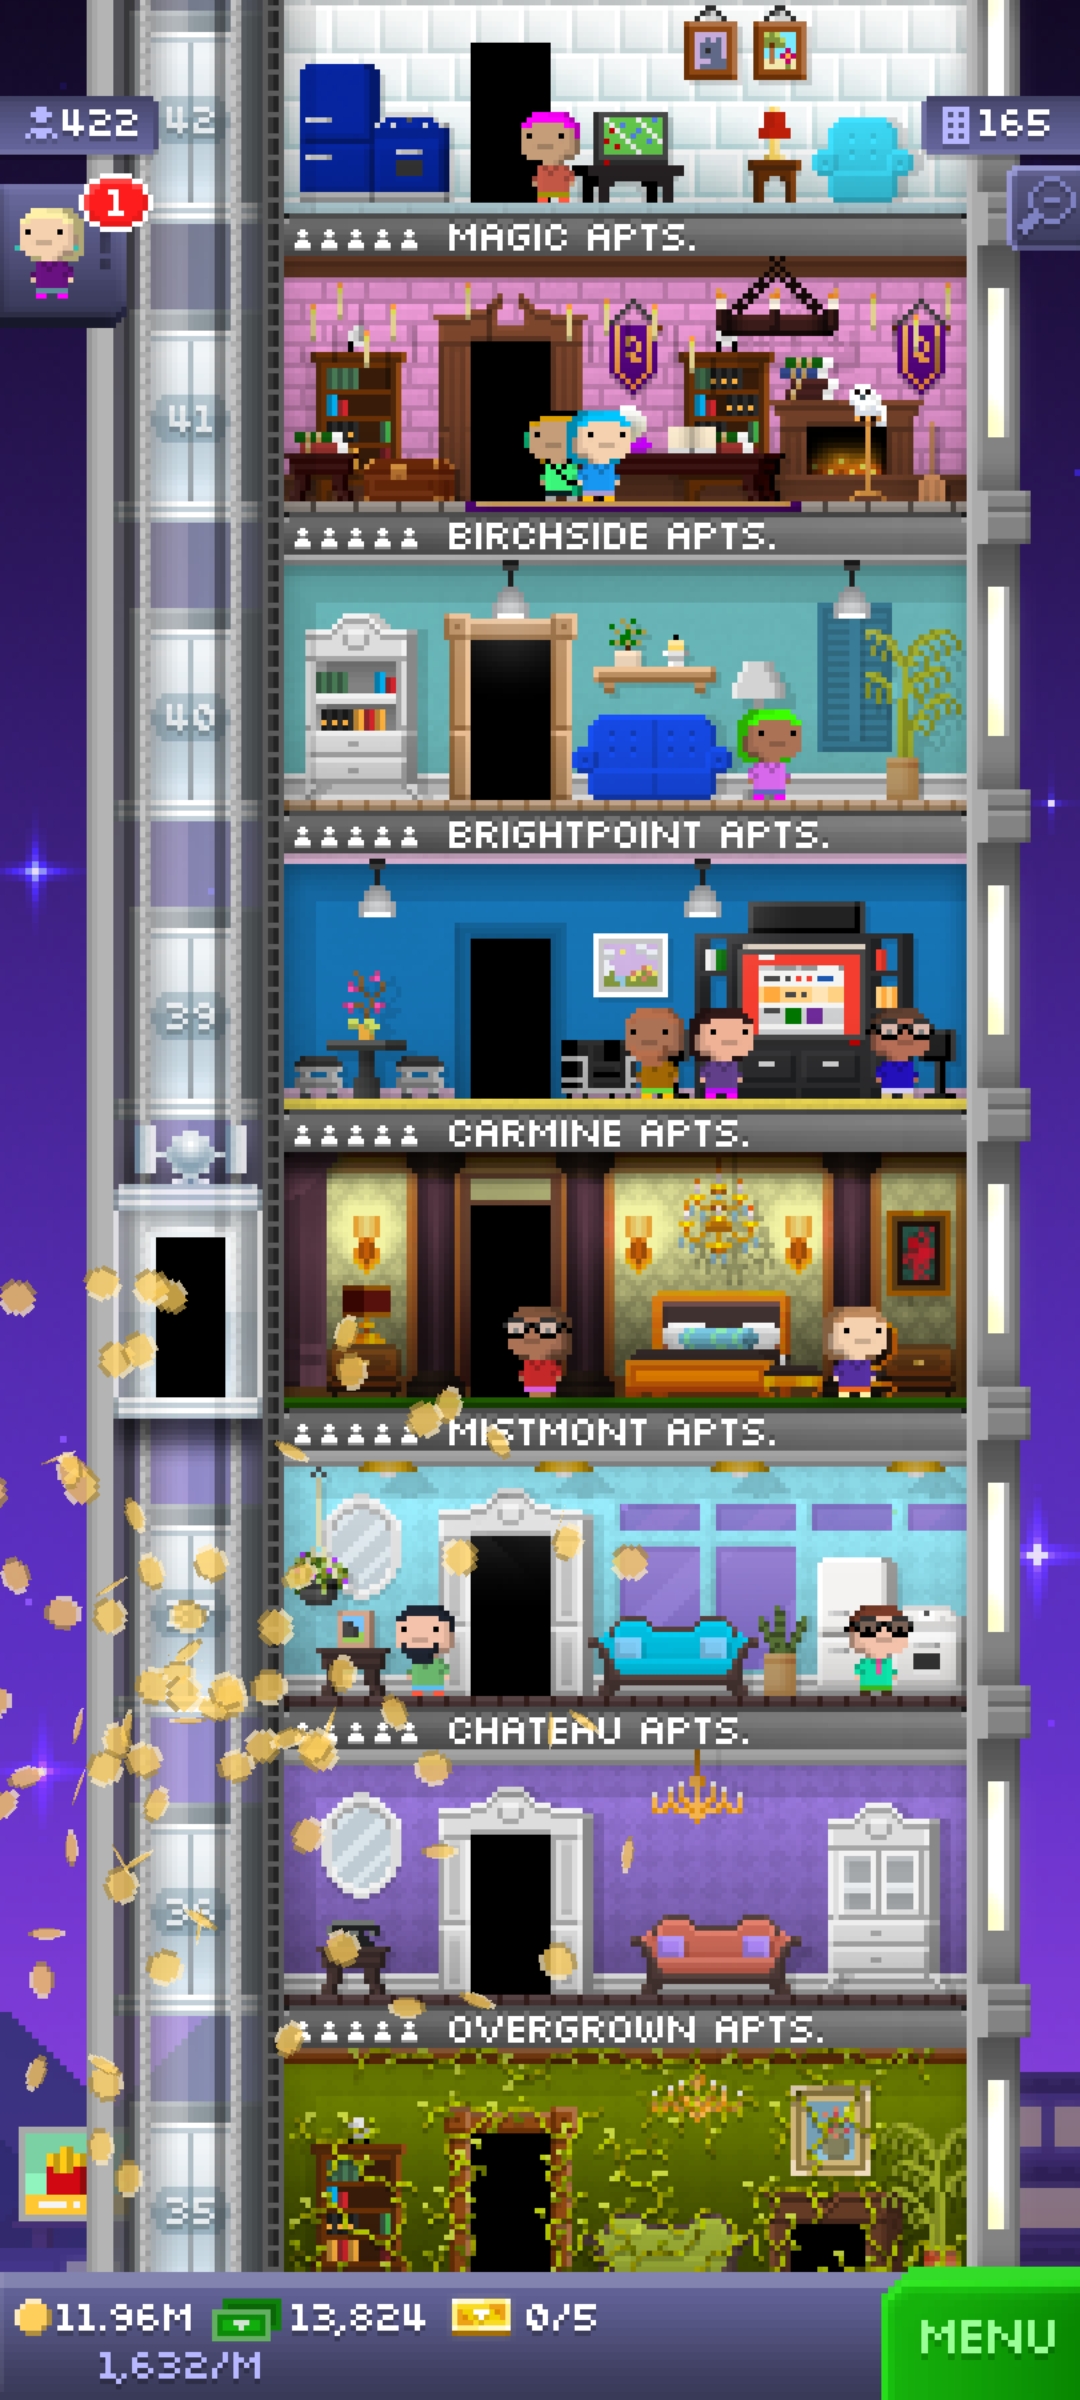 42
422
165
1
MAGIC APTS.
41
BIRCHSIDE APTS.
40
BRIGHTPOINT APTS.
38
CARMINE APTS.
MISTMONT APTS.
CHATEAU APTS.
36
OVERGROWN APTS.
35
11.96M 13,824 0/5
1,632/M
MENU